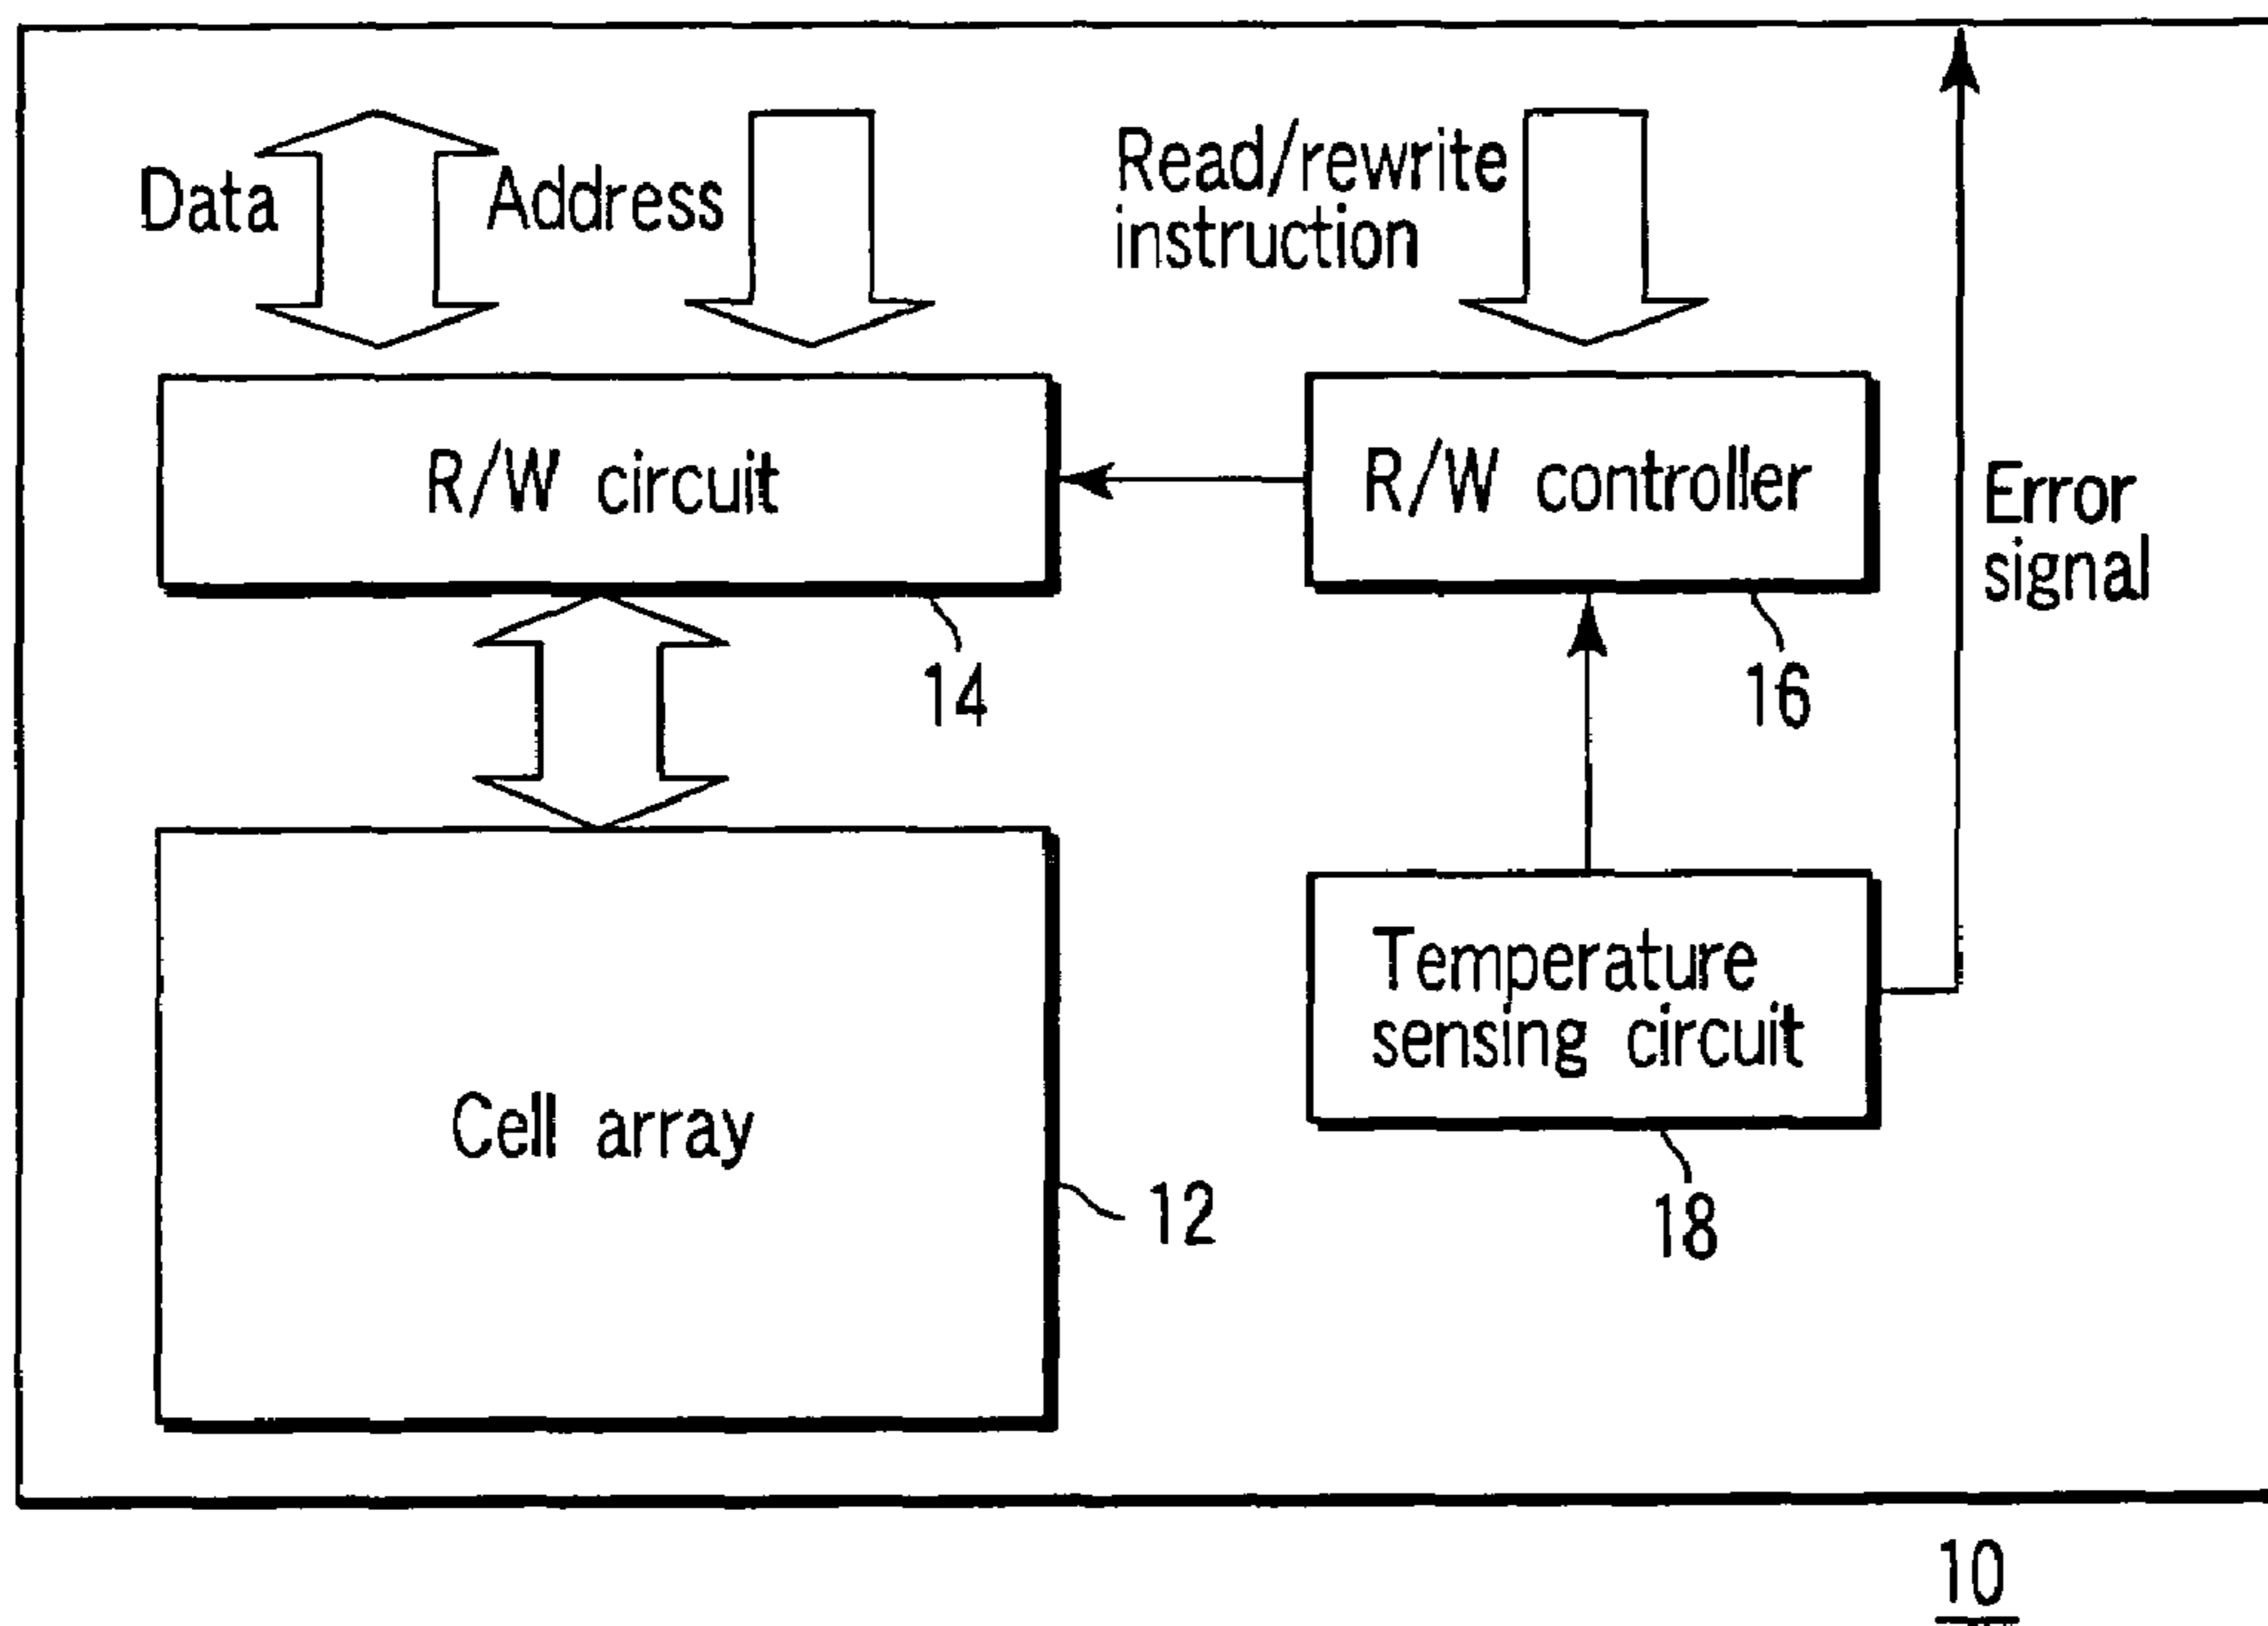 Data
Address
Read/rewrite
instruction
R/W circuit
R/W controller
Error
signal
14
16
Temperature
sensing circuit
Cell array
12
18
10